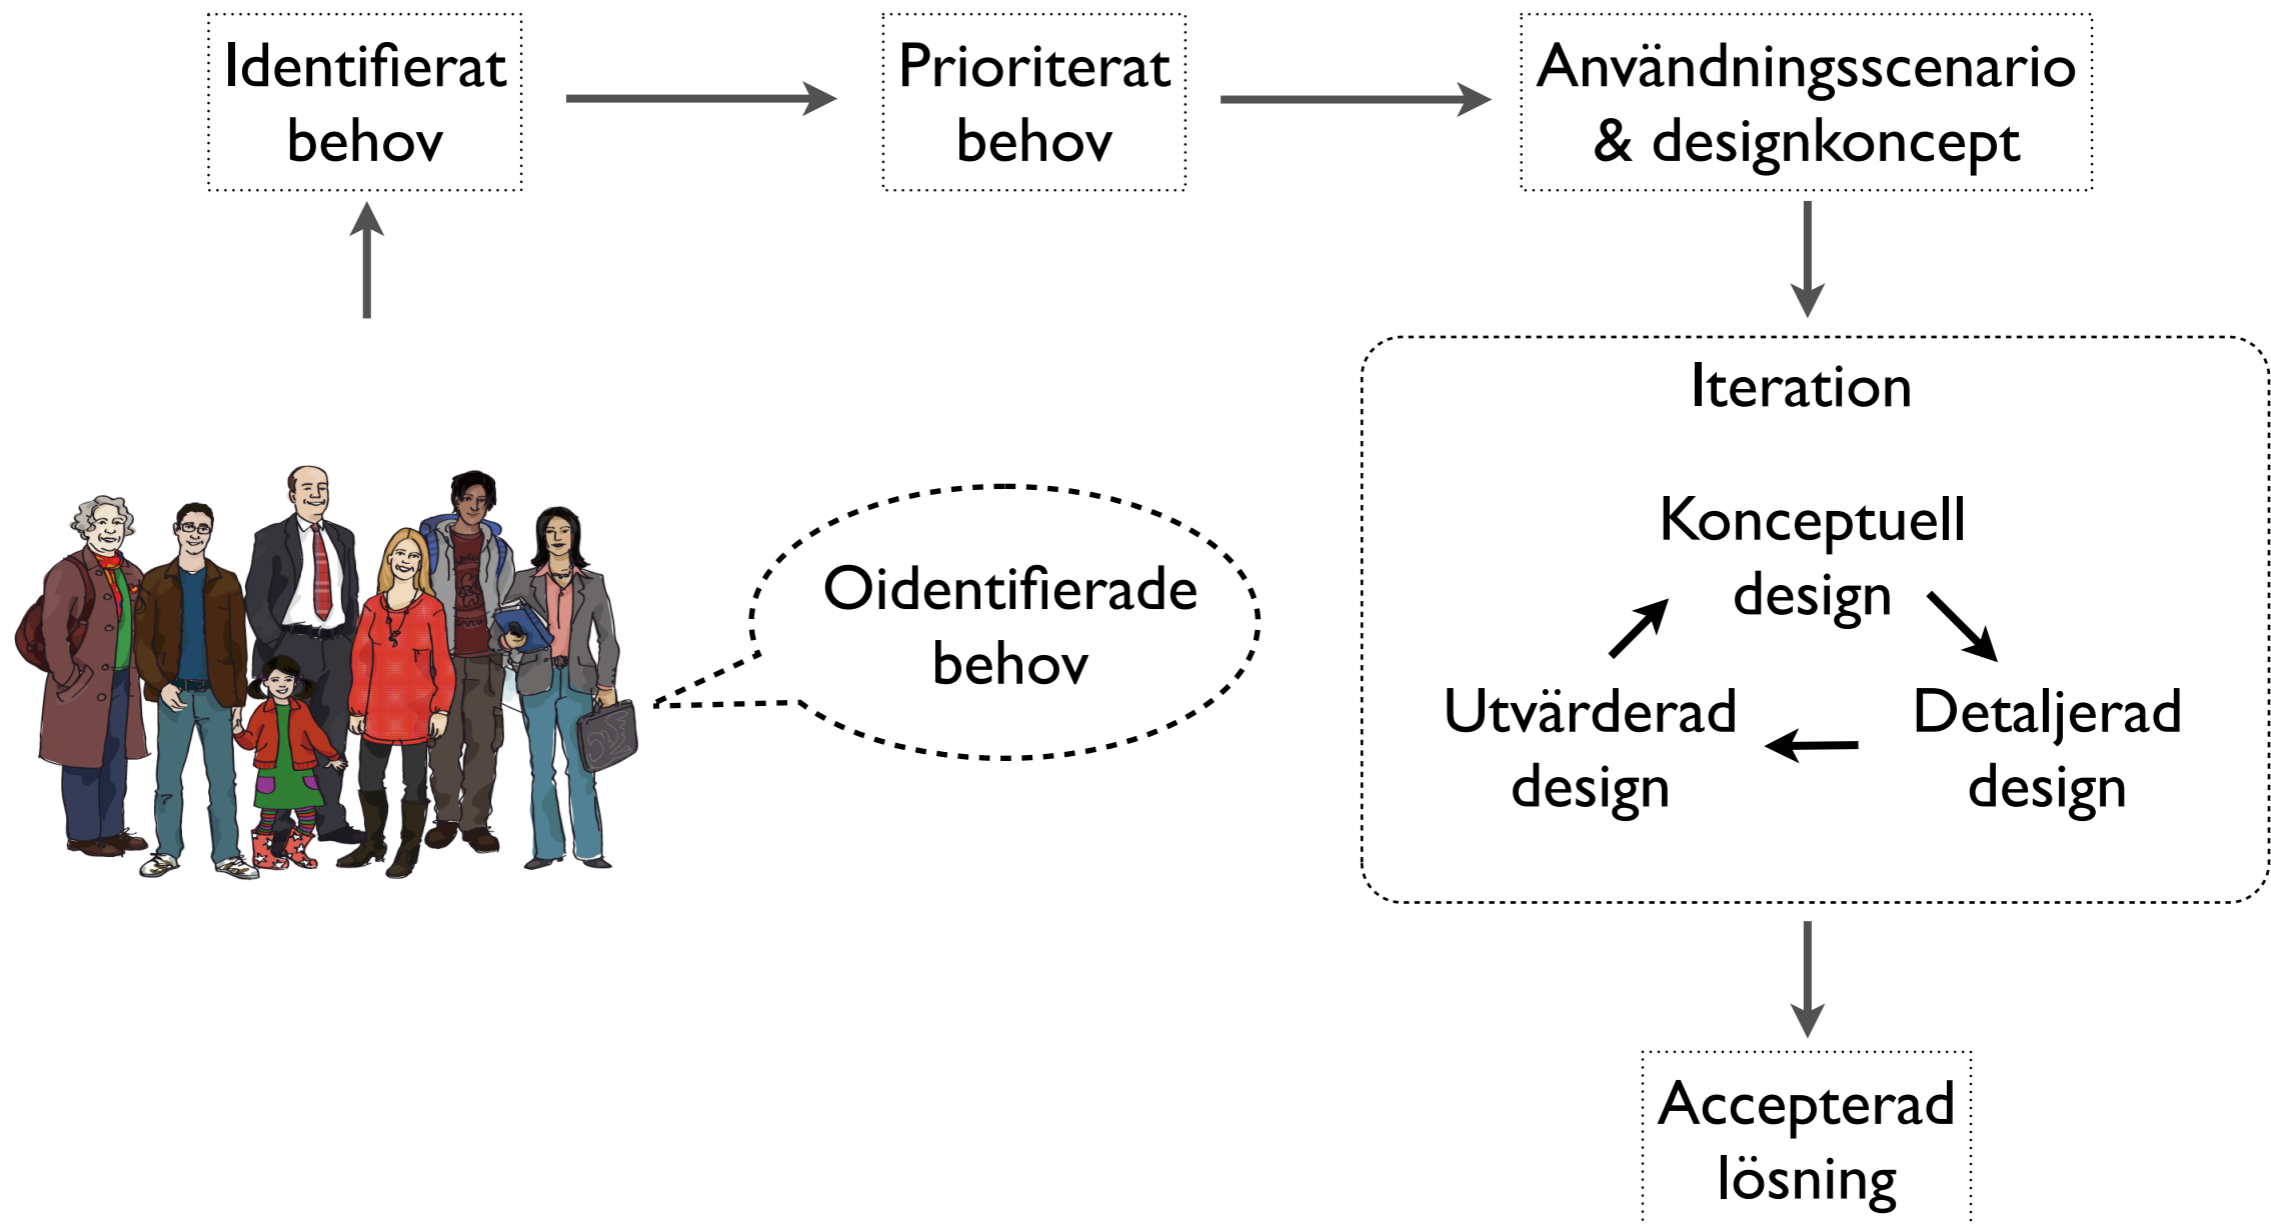 Identifierat
behov
Prioriterat
behov
Användningsscenario
& designkoncept
Oidentifierade
behov
Iteration
Konceptuell
design
Utvärderad
design
Detaljerad
design
Accepterad
lösning